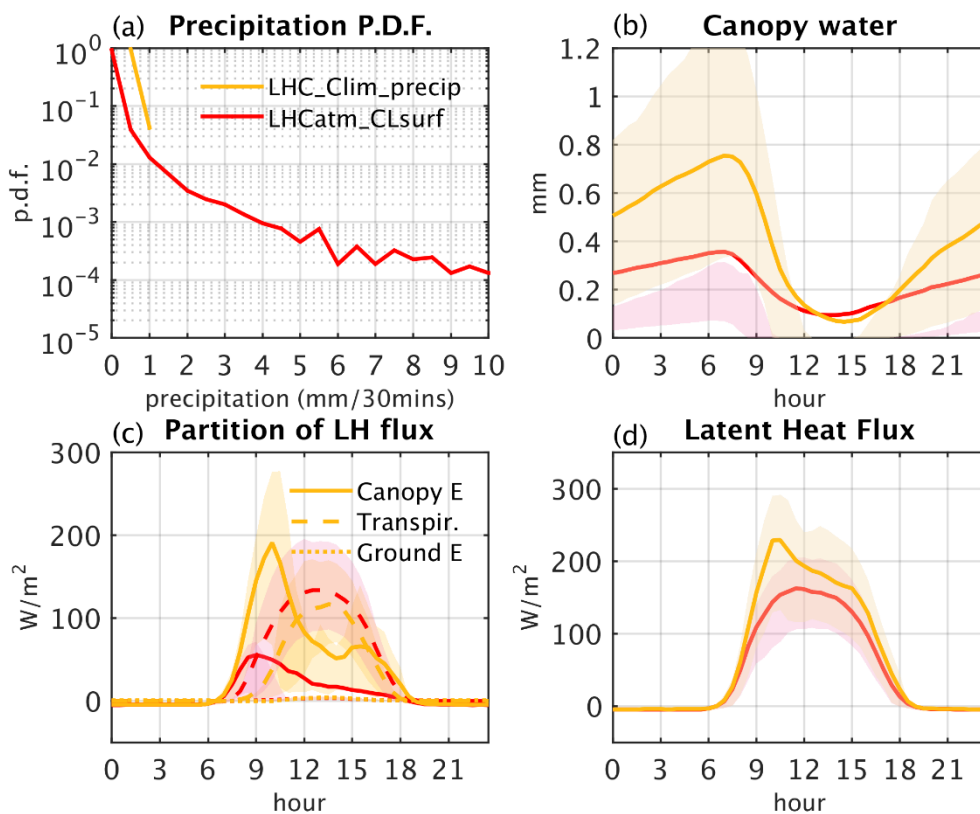 (a) Precipitation P.D.F.
10^0
10^-1
10^-2
10^-3
10^-4
10^-5
p.d.f.
LHC_Clim_precip
LHCatm_CLsurf
0 1 2 3 4 5 6 7 8 9 10
precipitation (mm/30mins)
(b) Canopy water
1.2
1
0.8
0.6
0.4
0.2
0
mm
0 3 6 9 12 15 18 21
hour
(c) Partition of LH flux
300
200
100
0
W/m^2
Canopy E
Transpir.
Ground E
0 3 6 9 12 15 18 21
hour
(d) Latent Heat Flux
300
200
100
0
W/m^2
0 3 6 9 12 15 18 21
hour